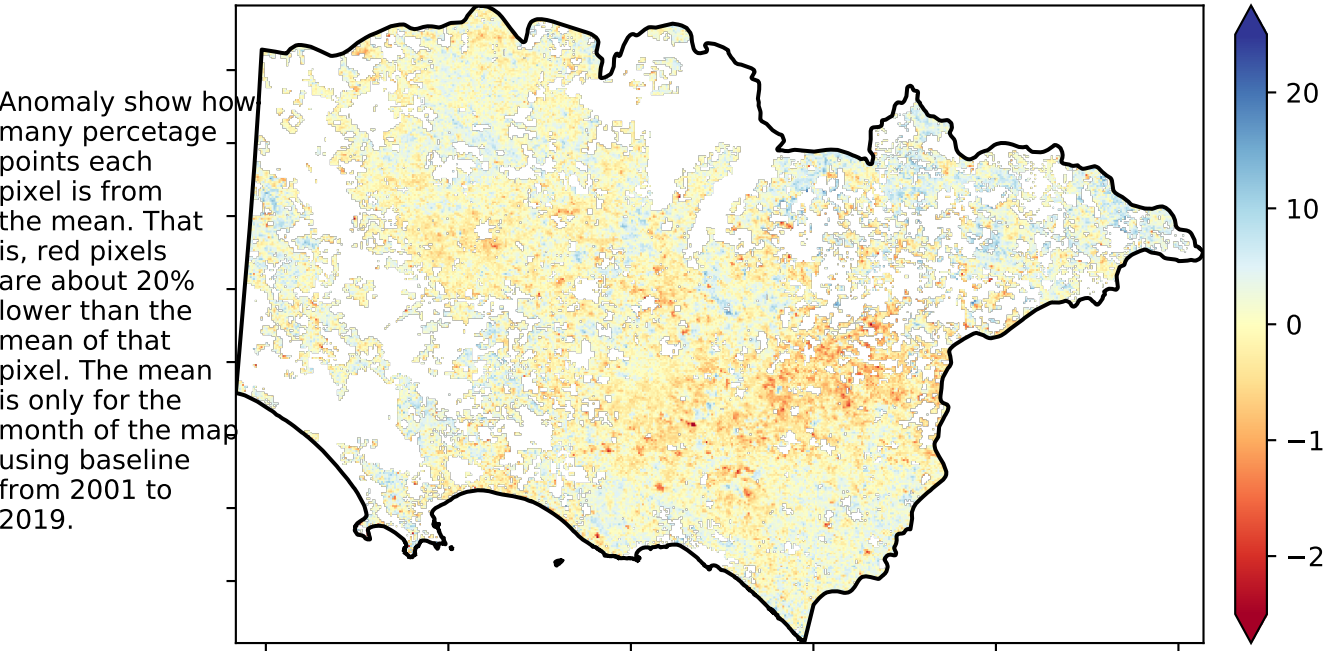 Anomaly show how
many percetage
points each
pixel is from
the mean. That
is, red pixels
are about 20%
lower than the
mean of that
pixel. The mean
is only for the
month of the map
using baseline
from 2001 to
2019.
20
10
0
−1
−2